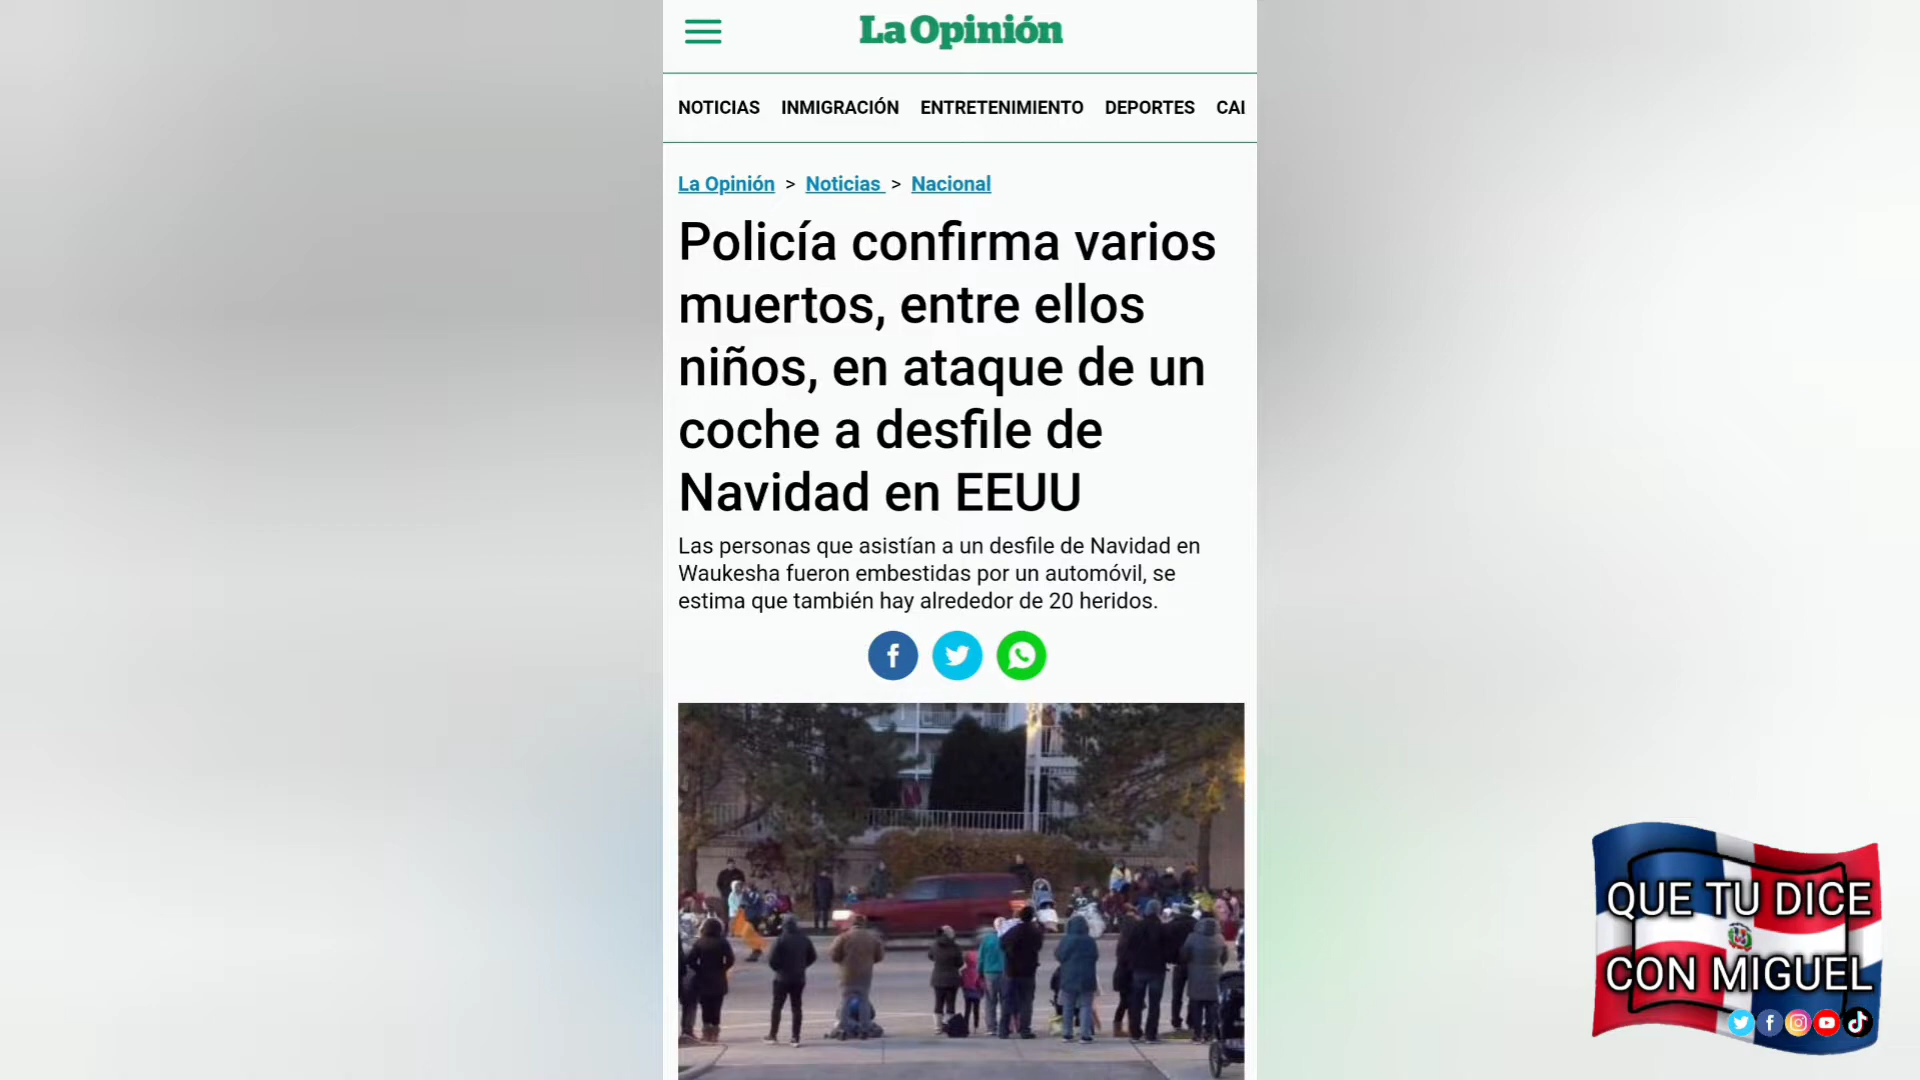 La Opinión
NOTICIAS INMIGRACIÓN ENTRETENIMIENTO DEPORTES CAL
La Opinión > Noticias > Nacional
Policía confirma varios
muertos, entre ellos
niños, en ataque de un
coche a desfile de
Navidad en EEUU
Las personas que asistían a un desfile de Navidad en
Waukesha fueron embestidas por un automóvil, se
estima que también hay alrededor de 20 heridos.
QUE TU DICE
CON MIGUEL